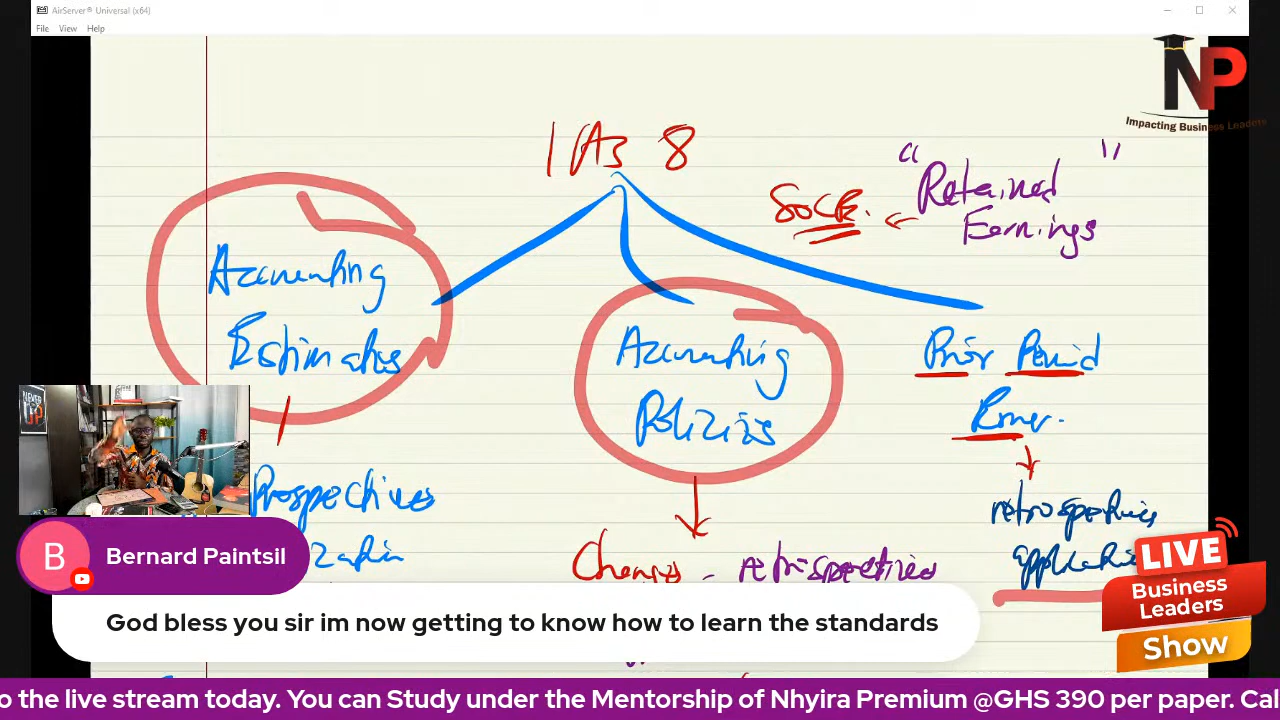 AirServer® Universal (x64)
File View Help
NP
Impacting Business Leaders
IAS 8
"Retained
Earnings"
SOCE.
Accounting
Estimates
Accounting
Policies
Prior Period
Error.
NEVER
UP
Prospective
retrospective
Change - retrospective
LIVE
Business
Leaders
Show
B Bernard Paintsil
God bless you sir im now getting to know how to learn the standards
o the live stream today. You can Study under the Mentorship of Nhyira Premium @GHS 390 per paper. Cal